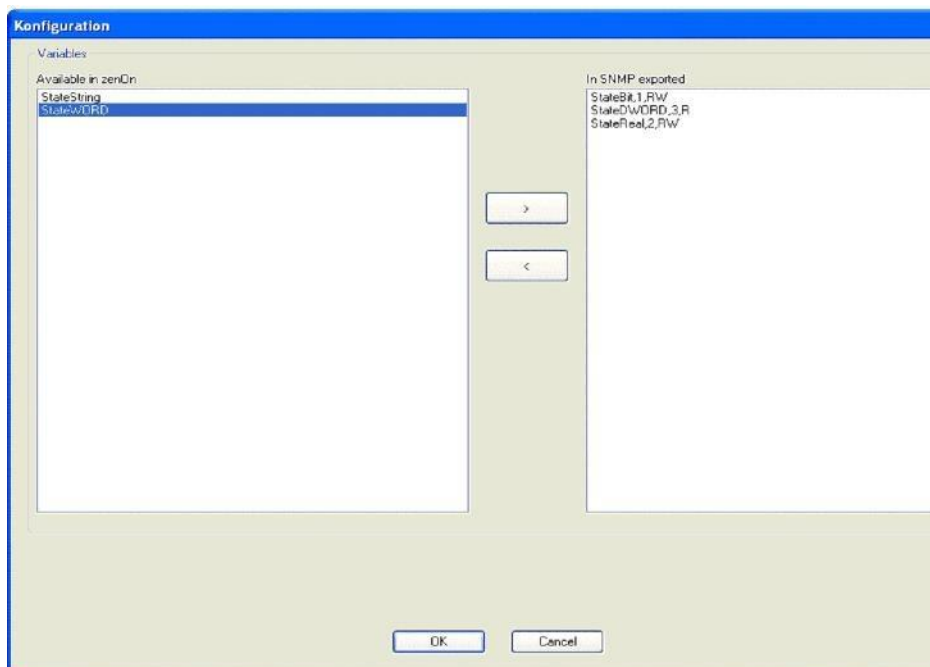 Konfiguration
Variables
Available in zenOn
StateString
StateWORD
In SNMP exported
StateBit,1,RW
StateDWORD,3,R
StateReal,2,RW
>
<
OK
Cancel